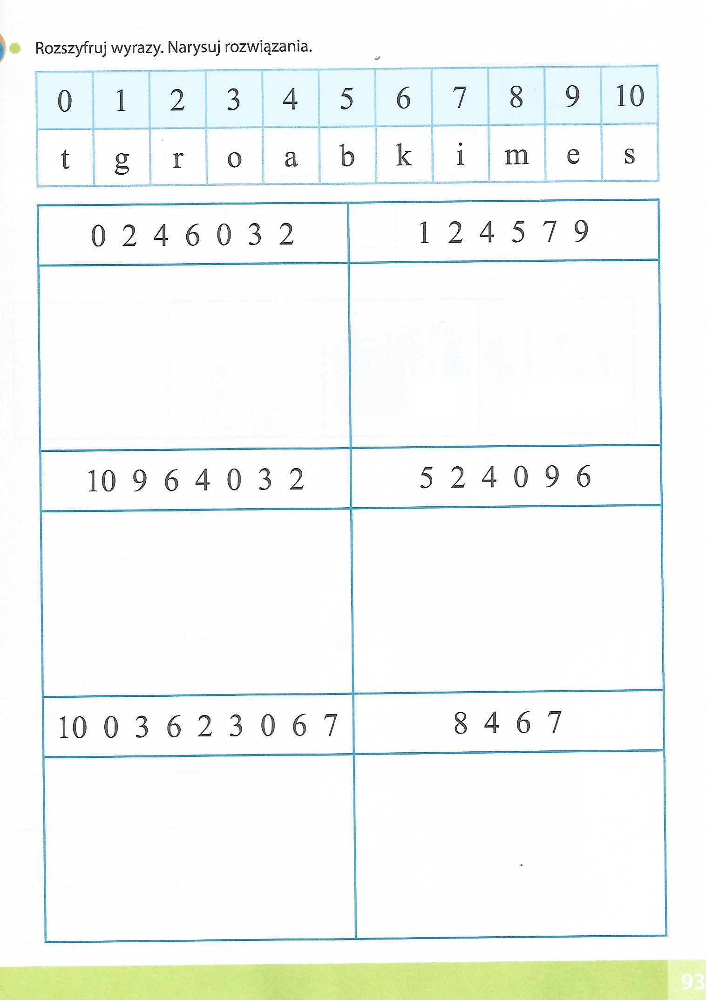 Rozszyfruj wyrazy. Narysuj rozwiązania.
0 1 2 3 4 5 6 7 8 9 10
t g r o a b k i m e s
0 2 4 6 0 3 2
1 2 4 5 7 9
10 9 6 4 0 3 2
5 2 4 0 9 6
10 0 3 6 2 3 0 6 7
8 4 6 7
93